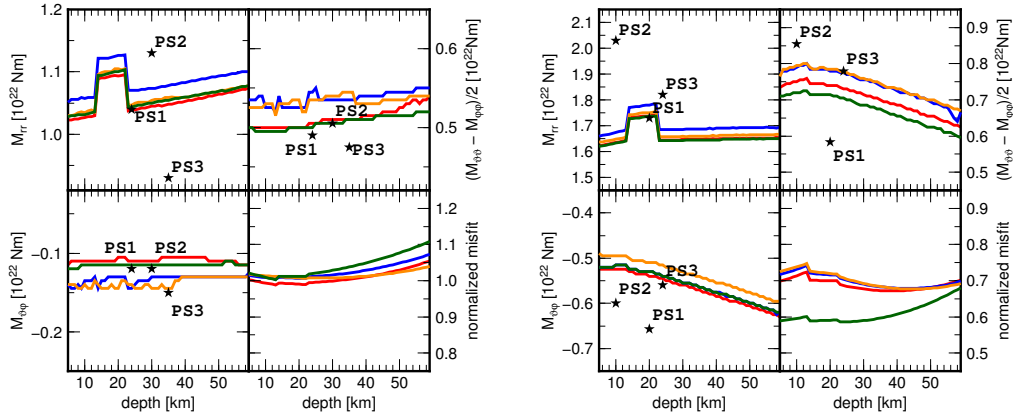 1.2
1.1
1.0
M_rr [10^22 Nm]
PS2
PS1
PS3
0.6
0.5
(M_ϑϑ − M_φφ)/2 [10^22Nm]
PS2
PS1
PS3
−0.1
−0.2
M_ϑφ [10^22 Nm]
PS1 PS2
PS3
1.2
1.1
1.0
0.9
0.8
normalized misfit
10 20 30 40 50
depth [km]
10 20 30 40 50
depth [km]
2.1
2.0
1.9
1.8
1.7
1.6
1.5
M_rr [10^22 Nm]
PS2
PS3
PS1
0.9
0.8
0.7
0.6
0.5
(M_ϑϑ − M_φφ)/2 [10^22Nm]
PS2
PS3
PS1
−0.4
−0.5
−0.6
−0.7
M_ϑφ [10^22 Nm]
PS3
PS2
PS1
0.9
0.8
0.7
0.6
0.5
normalized misfit
10 20 30 40 50
depth [km]
10 20 30 40 50
depth [km]